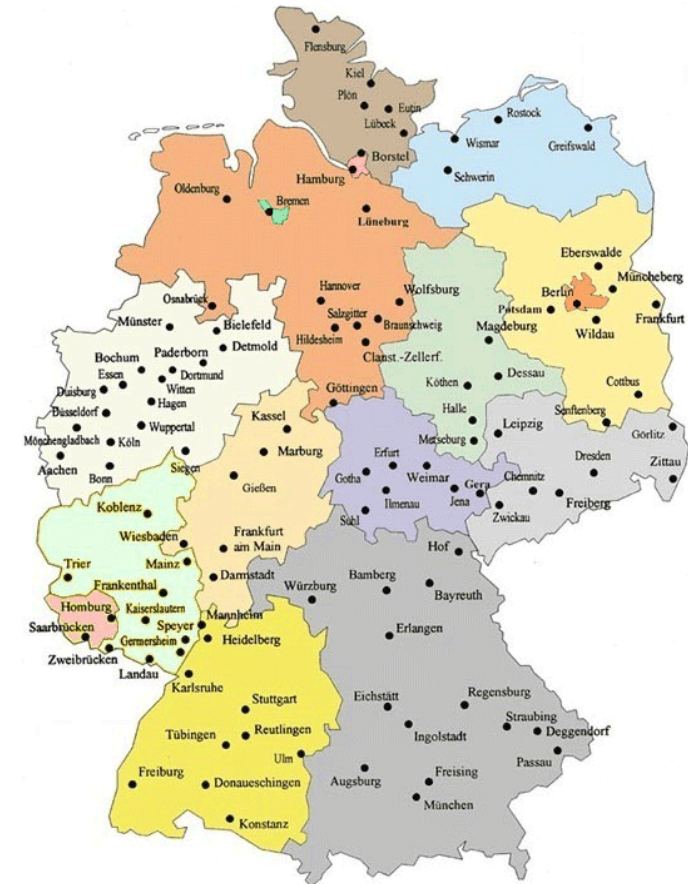 Flensburg
Kiel
Plön
Eutin
Lübeck
Rostock
Wismar
Greifswald
Borstel
Hamburg
Schwerin
Oldenburg
Bremen
Lüneburg
Eberswalde
Müncheberg
Berlin
Hannover
Wolfsburg
Osnabrück
Potsdam
Frankfurt
Salzgitter
Braunschweig
Münster
Bielefeld
Hildesheim
Magdeburg
Wildau
Detmold
Clanst.-Zellerf.
Bochum
Paderborn
Essen
Dortmund
Dessau
Duisburg
Witten
Köthen
Cottbus
Göttingen
Hagen
Düsseldorf
Kassel
Halle
Senftenberg
Wuppertal
Leipzig
Görlitz
Mönchengladbach
Köln
Merseburg
Marburg
Erfurt
Dresden
Aachen
Siegen
Gotha
Weimar
Gera
Chemnitz
Zittau
Bonn
Gießen
Ilmenau
Jena
Freiberg
Koblenz
Suhl
Zwickau
Wiesbaden
Frankfurt
am Main
Hof
Mainz
Trier
Darmstadt
Bamberg
Frankenthal
Würzburg
Bayreuth
Homburg
Kaiserslautern
Mannheim
Saarbrücken
Speyer
Germersheim
Heidelberg
Erlangen
Zweibrücken
Landau
Karlsruhe
Stuttgart
Eichstätt
Regensburg
Straubing
Tübingen
Reutlingen
Ingolstadt
Deggendorf
Ulm
Passau
Freiburg
Donaueschingen
Augsburg
Freising
München
Konstanz